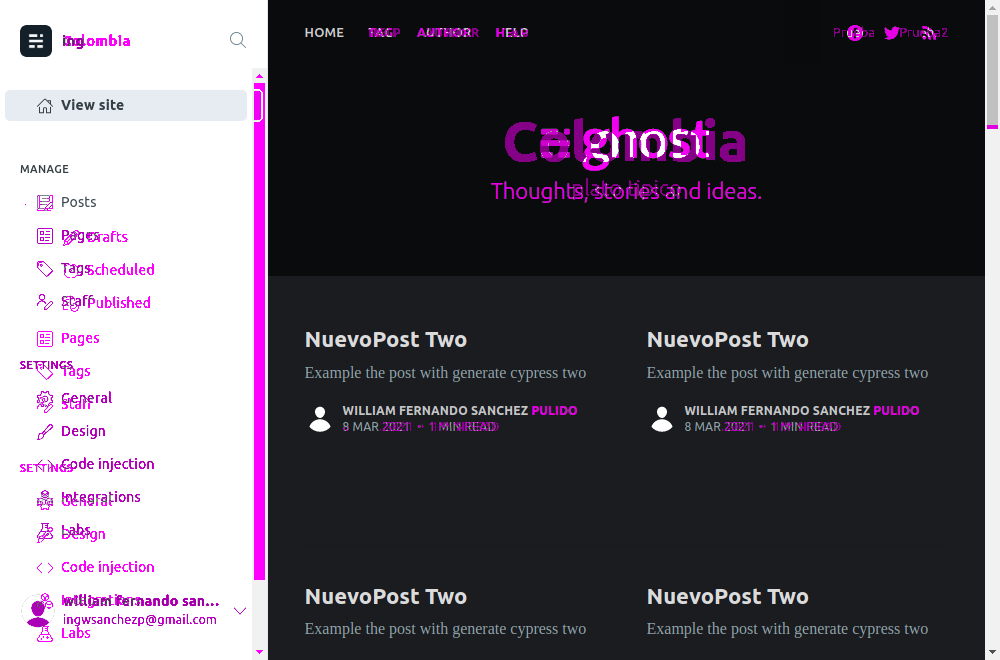 Colombia
View site
MANAGE
Posts
Pages
Drafts
Tags
Scheduled
Staff
Published
Pages
SETTINGS
Tags
General
Staff
Design
Code injection
SETTINGS
Integrations
General
Labs
Design
Code injection
Integrations
william fernando san...
ingwsanchezp@gmail.com
Labs
HOME TAG AUTHOR HELP
Prueba Prueba2
Colombia
ghost
Thoughts, stories and ideas.
plato tipico
NuevoPost Two
Example the post with generate cypress two
WILLIAM FERNANDO SANCHEZ PULIDO
8 MAR 2021 - 1 MIN READ
NuevoPost Two
Example the post with generate cypress two
WILLIAM FERNANDO SANCHEZ PULIDO
8 MAR 2021 - 1 MIN READ
NuevoPost Two
Example the post with generate cypress two
NuevoPost Two
Example the post with generate cypress two